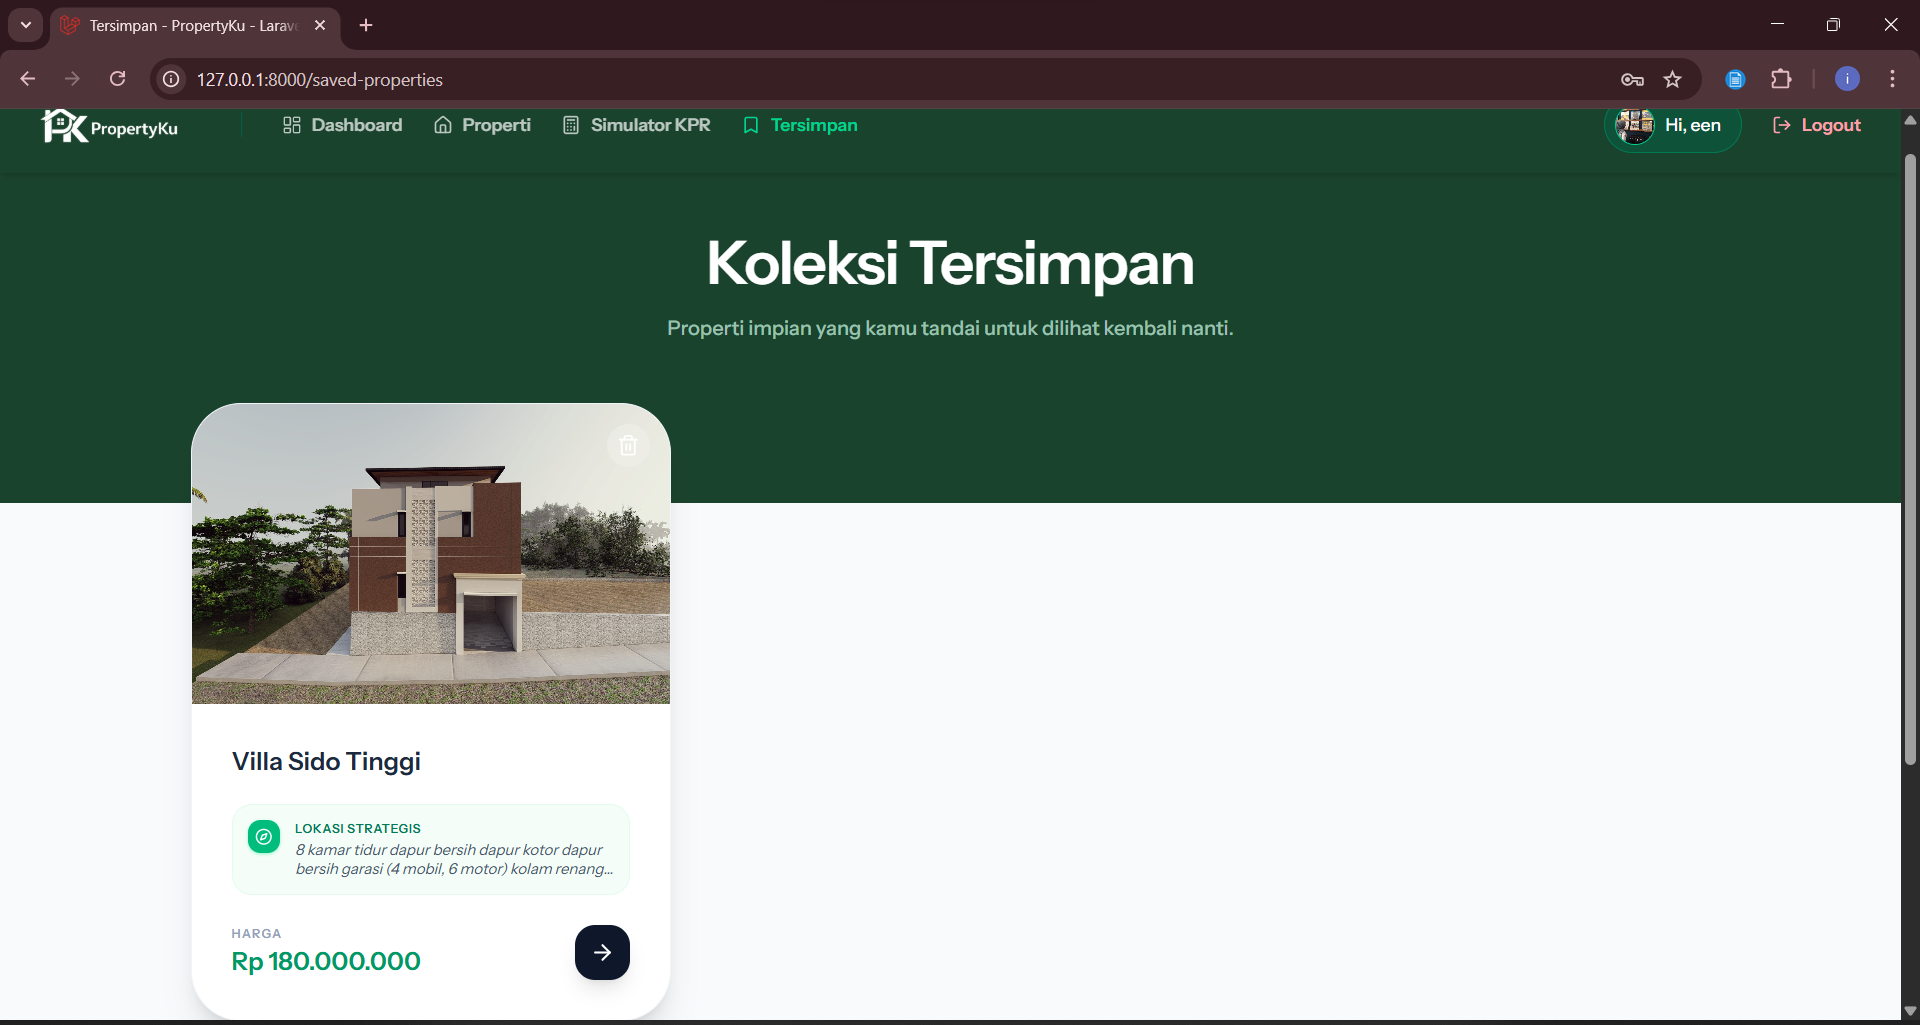 Tersimpan - PropertyKu - Larav
127.0.0.1:8000/saved-properties
i
PK PropertyKu
Dashboard
Properti
Simulator KPR
Tersimpan
Hi, een
Logout
Koleksi Tersimpan
Properti impian yang kamu tandai untuk dilihat kembali nanti.
Villa Sido Tinggi
LOKASI STRATEGIS
8 kamar tidur dapur bersih dapur kotor dapur
bersih garasi (4 mobil, 6 motor) kolam renang...
HARGA
Rp 180.000.000